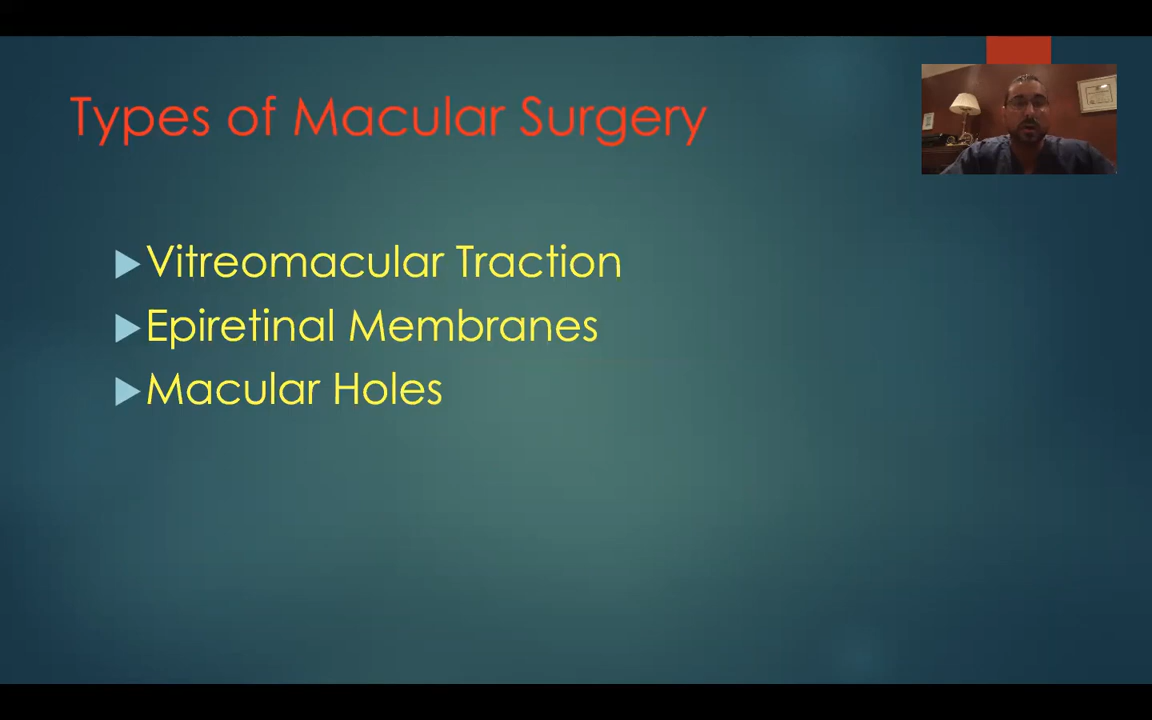 Types of Macular Surgery
Vitreomacular Traction
Epiretinal Membranes
Macular Holes